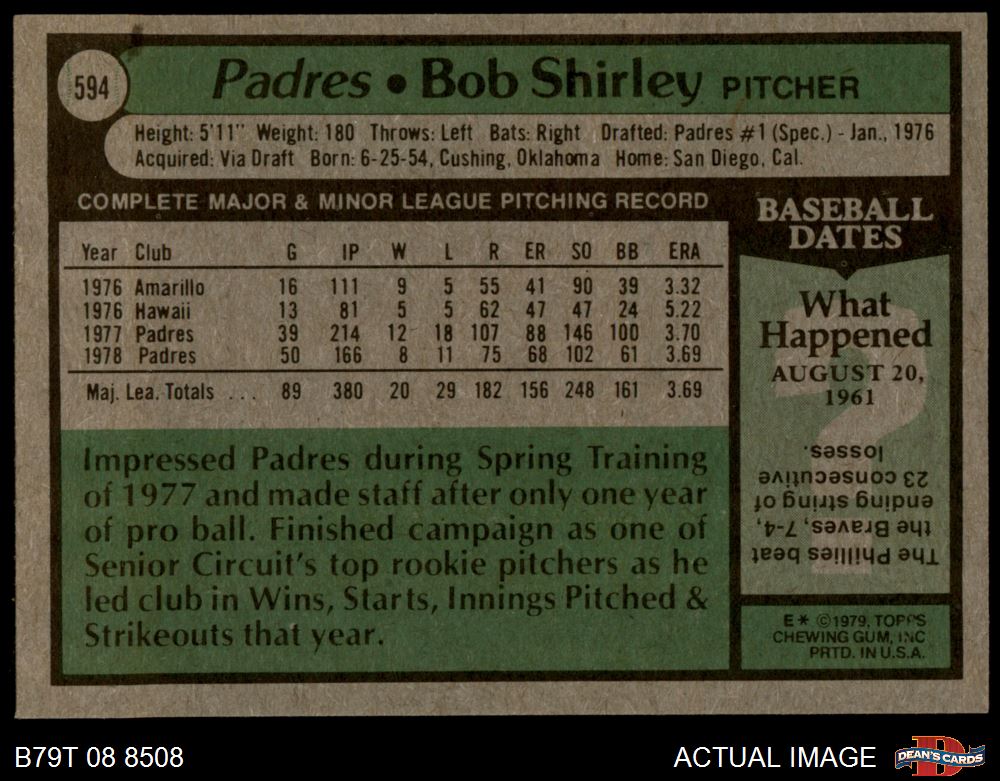 594
Padres • Bob Shirley PITCHER
Height: 5'11" Weight: 180 Throws: Left Bats: Right Drafted: Padres #1 (Spec.) - Jan., 1976
Acquired: Via Draft Born: 6-25-54, Cushing, Oklahoma Home: San Diego, Cal.
COMPLETE MAJOR & MINOR LEAGUE PITCHING RECORD
Year Club G IP W L R ER SO BB ERA
1976 Amarillo 16 111 9 5 55 41 90 39 3.32
1976 Hawaii 13 81 5 5 62 47 47 24 5.22
1977 Padres 39 214 12 18 107 88 146 100 3.70
1978 Padres 50 166 8 11 75 68 102 61 3.69
Maj. Lea. Totals . . . 89 380 20 29 182 156 248 161 3.69
Impressed Padres during Spring Training
of 1977 and made staff after only one year
of pro ball. Finished campaign as one of
Senior Circuit's top rookie pitchers as he
led club in Wins, Starts, Innings Pitched &
Strikeouts that year.
BASEBALL
DATES
What
Happened
AUGUST 20,
1961
?
The Phillies beat
the Braves, 7-4,
ending string of
23 consecutive
losses.
E* ©1979, TOPPS
CHEWING GUM, INC
PRTD. IN U.S.A.
B79T 08 8508
ACTUAL IMAGE
D
DEAN'S CARDS